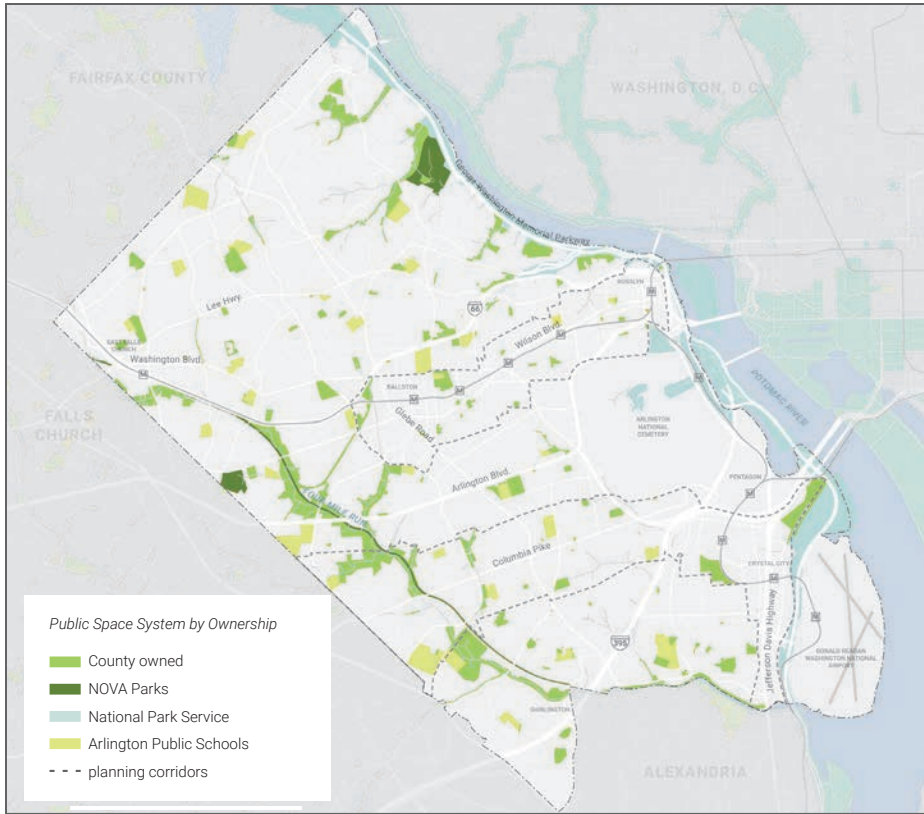 FAIRFAX COUNTY
WASHINGTON, D.C.
George Washington Memorial Parkway
ROSSLYN
66
Lee Hwy.
Wilson Blvd.
EAST FALLS
CHURCH
Washington Blvd.
M
M
M
M
M
M
M
BALLSTON
Glebe Road
ARLINGTON
NATIONAL
CEMETERY
POTOMAC RIVER
FALLS
CHURCH
Arlington Blvd.
PENTAGON
M
FOUR MILE RUN
Columbia Pike
M
CRYSTAL CITY
M
M
395
Jefferson Davis Highway
DONALD REAGAN
WASHINGTON NATIONAL
AIRPORT
SHIRLINGTON
ALEXANDRIA
Public Space System by Ownership
County owned
NOVA Parks
National Park Service
Arlington Public Schools
planning corridors